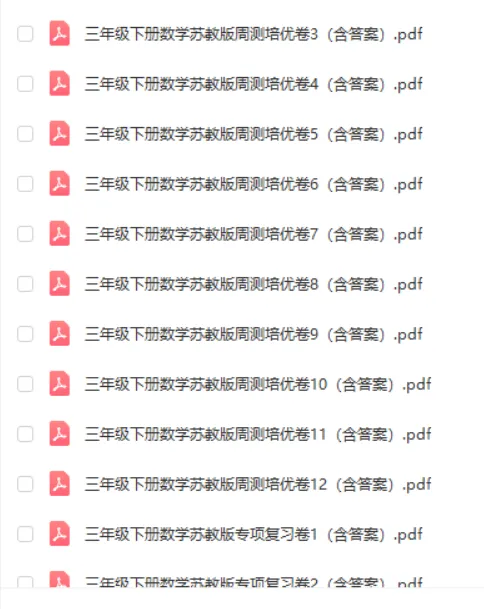 三年级下册数学苏教版周测培优卷3（含答案）.pdf
三年级下册数学苏教版周测培优卷4（含答案）.pdf
三年级下册数学苏教版周测培优卷5（含答案）.pdf
三年级下册数学苏教版周测培优卷6（含答案）.pdf
三年级下册数学苏教版周测培优卷7（含答案）.pdf
三年级下册数学苏教版周测培优卷8（含答案）.pdf
三年级下册数学苏教版周测培优卷9（含答案）.pdf
三年级下册数学苏教版周测培优卷10（含答案）.pdf
三年级下册数学苏教版周测培优卷11（含答案）.pdf
三年级下册数学苏教版周测培优卷12（含答案）.pdf
三年级下册数学苏教版专项复习卷1（含答案）.pdf
三年级下册数学苏教版专项复习卷2（含答案）.pdf